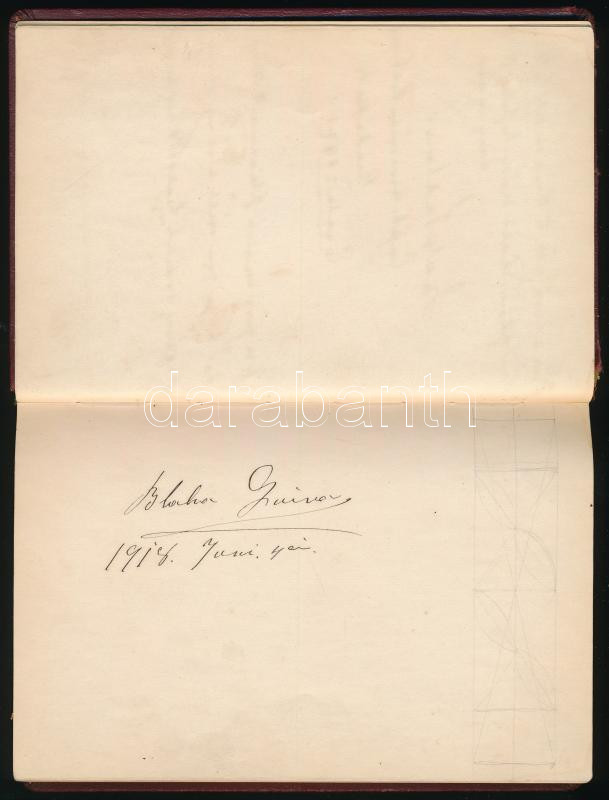 darabanth
Blaha Lujza
1918. Juni. 4én.